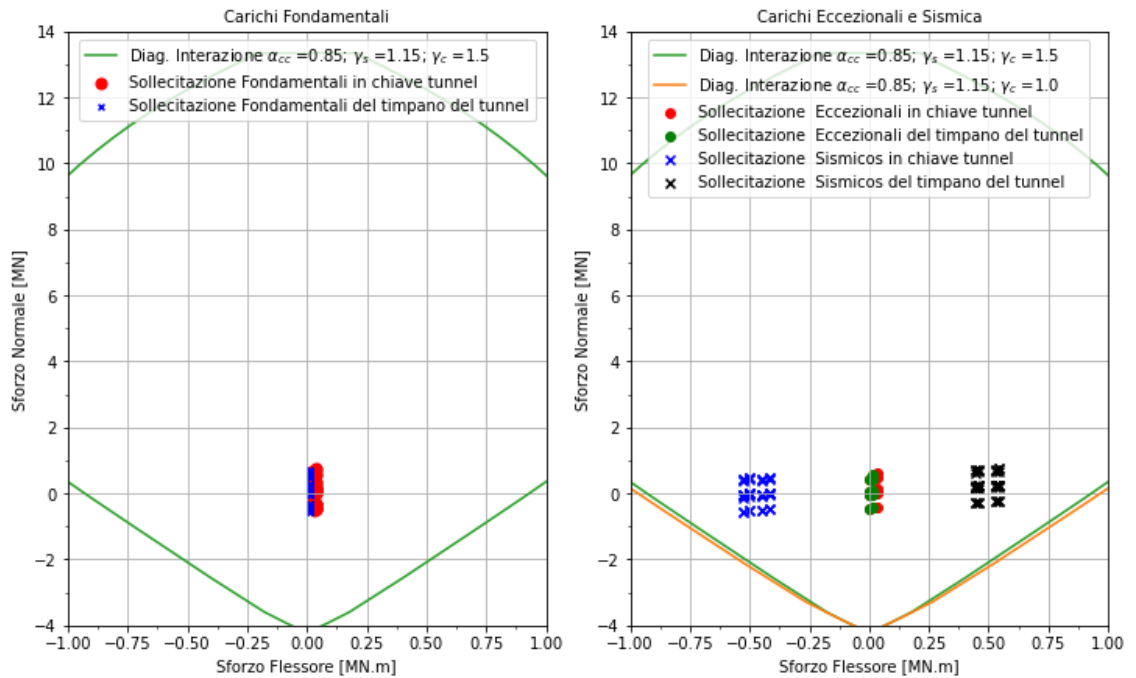 Carichi Fondamentali
14
12
10
8
6
4
2
0
−2
−4
Sforzo Normale [MN]
Diag. Interazione αcc =0.85; γs =1.15; γc =1.5
Sollecitazione Fondamentali in chiave tunnel
Sollecitazione Fondamentali del timpano del tunnel
−1.00 −0.75 −0.50 −0.25 0.00 0.25 0.50 0.75 1.00
Sforzo Flessore [MN.m]
Carichi Eccezionali e Sismica
14
12
10
8
6
4
2
0
−2
−4
Sforzo Normale [MN]
Diag. Interazione αcc =0.85; γs =1.15; γc =1.5
Diag. Interazione αcc =0.85; γs =1.15; γc =1.0
Sollecitazione Eccezionali in chiave tunnel
Sollecitazione Eccezionali del timpano del tunnel
Sollecitazione Sismicos in chiave tunnel
Sollecitazione Sismicos del timpano del tunnel
−1.00 −0.75 −0.50 −0.25 0.00 0.25 0.50 0.75 1.00
Sforzo Flessore [MN.m]